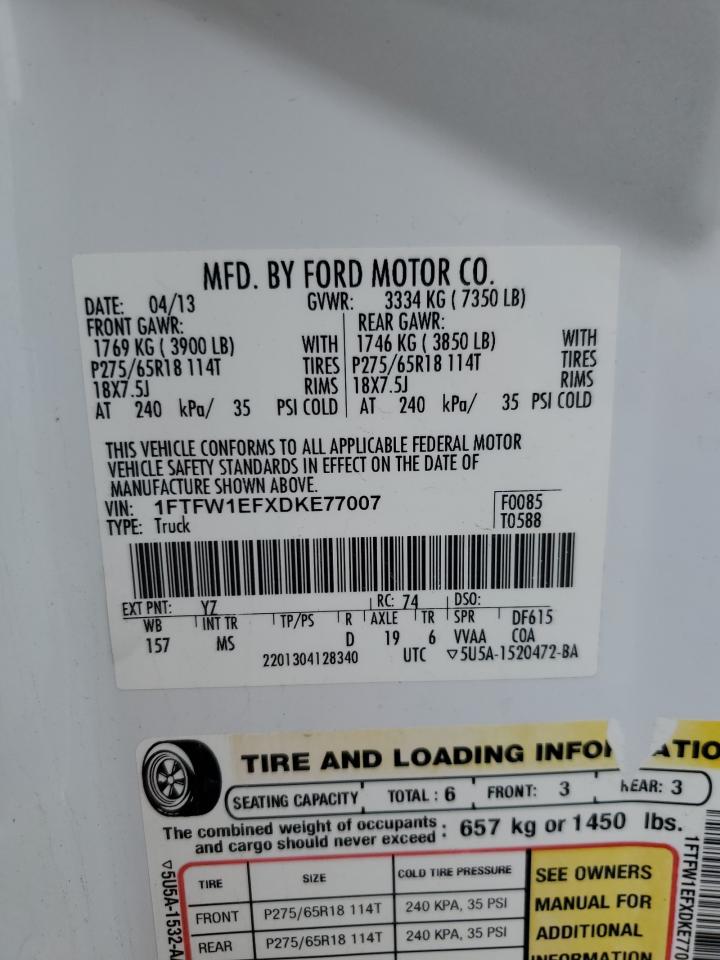 MFD. BY FORD MOTOR CO.
DATE: 04/13 GVWR: 3334 KG ( 7350 LB)
FRONT GAWR: REAR GAWR:
1769 KG ( 3900 LB) WITH 1746 KG ( 3850 LB) WITH
P275/65R18 114T TIRES P275/65R18 114T TIRES
18X7.5J RIMS 18X7.5J RIMS
AT 240 kPa/ 35 PSI COLD AT 240 kPa/ 35 PSI COLD
THIS VEHICLE CONFORMS TO ALL APPLICABLE FEDERAL MOTOR
VEHICLE SAFETY STANDARDS IN EFFECT ON THE DATE OF
MANUFACTURE SHOWN ABOVE.
VIN: 1FTFW1EFXDKE77007 F0085
TYPE: Truck T0588
EXT PNT: YZ RC: 74 DSO:
WB INT TR TP/PS R AXLE TR SPR DF615
157 MS D 19 6 VVAA COA
2201304128340 UTC ▽5U5A-1520472-BA
TIRE AND LOADING INFO ATIO
SEATING CAPACITY TOTAL : 6 FRONT: 3 REAR: 3
The combined weight of occupants and cargo should never exceed : 657 kg or 1450 lbs.
TIRE SIZE COLD TIRE PRESSURE
FRONT P275/65R18 114T 240 KPA, 35 PSI
REAR P275/65R18 114T 240 KPA, 35 PSI
SEE OWNERS
MANUAL FOR
ADDITIONAL
INFORMATION
▽5U5A-1532-A
1FTFW1EFXDKE770